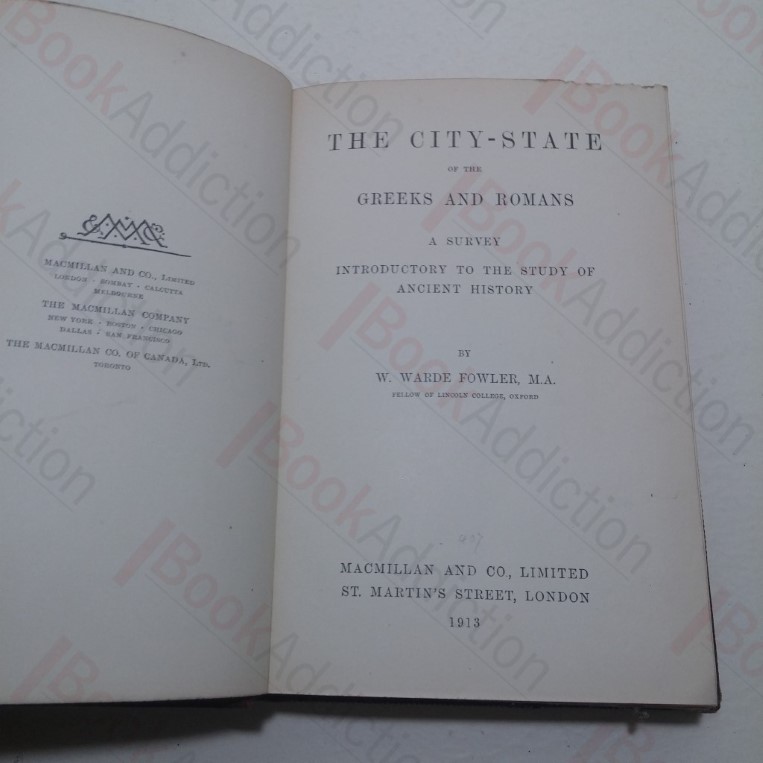 MACMILLAN AND CO., LIMITED
LONDON · BOMBAY · CALCUTTA
MELBOURNE
THE MACMILLAN COMPANY
NEW YORK · BOSTON · CHICAGO
DALLAS · SAN FRANCISCO
THE MACMILLAN CO. OF CANADA, LTD.
TORONTO
THE CITY-STATE
OF THE
GREEKS AND ROMANS
A SURVEY
INTRODUCTORY TO THE STUDY OF
ANCIENT HISTORY
BY
W. WARDE FOWLER, M.A.
FELLOW OF LINCOLN COLLEGE, OXFORD
MACMILLAN AND CO., LIMITED
ST. MARTIN'S STREET, LONDON
1913
BookAddiction